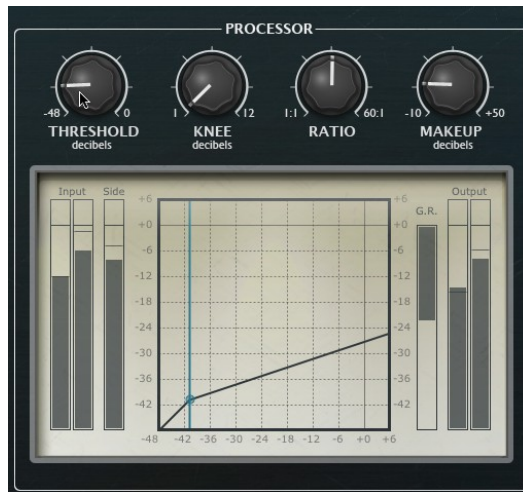 PROCESSOR
-48 0 1 12 1:1 60:1 -10 +50
THRESHOLD KNEE RATIO MAKEUP
decibels decibels decibels
Input Side Output
+6 +6
G.R.
+0 +0
-6 -6
-12 -12
-18 -18
-24 -24
-30 -30
-36 -36
-42 -42
-48 -42 -36 -30 -24 -18 -12 -6 +0 +6